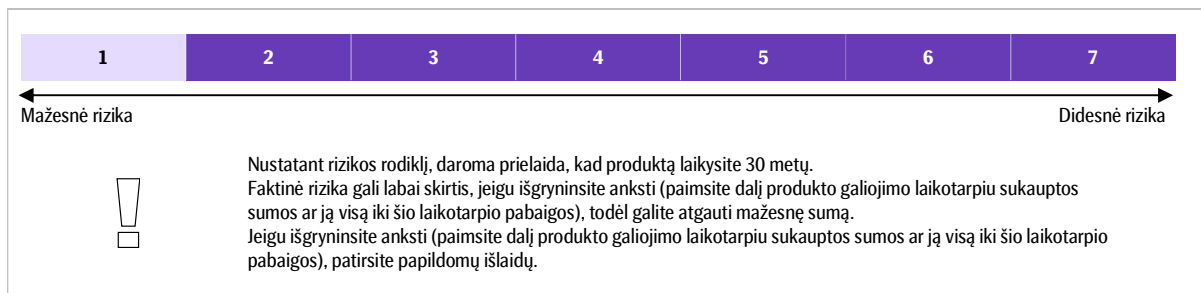 1 2 3 4 5 6 7
Mažesnė rizika Didesnė rizika
Nustatant rizikos rodiklį, daroma prielaida, kad produktą laikysite 30 metų.
Faktinė rizika gali labai skirtis, jeigu išgryninsite anksti (paimsite dalį produkto galiojimo laikotarpiu sukauptos
sumos ar ją visą iki šio laikotarpio pabaigos), todėl galite atgauti mažesnę sumą.
Jeigu išgryninsite anksti (paimsite dalį produkto galiojimo laikotarpiu sukauptos sumos ar ją visą iki šio laikotarpio
pabaigos), patirsite papildomų išlaidų.